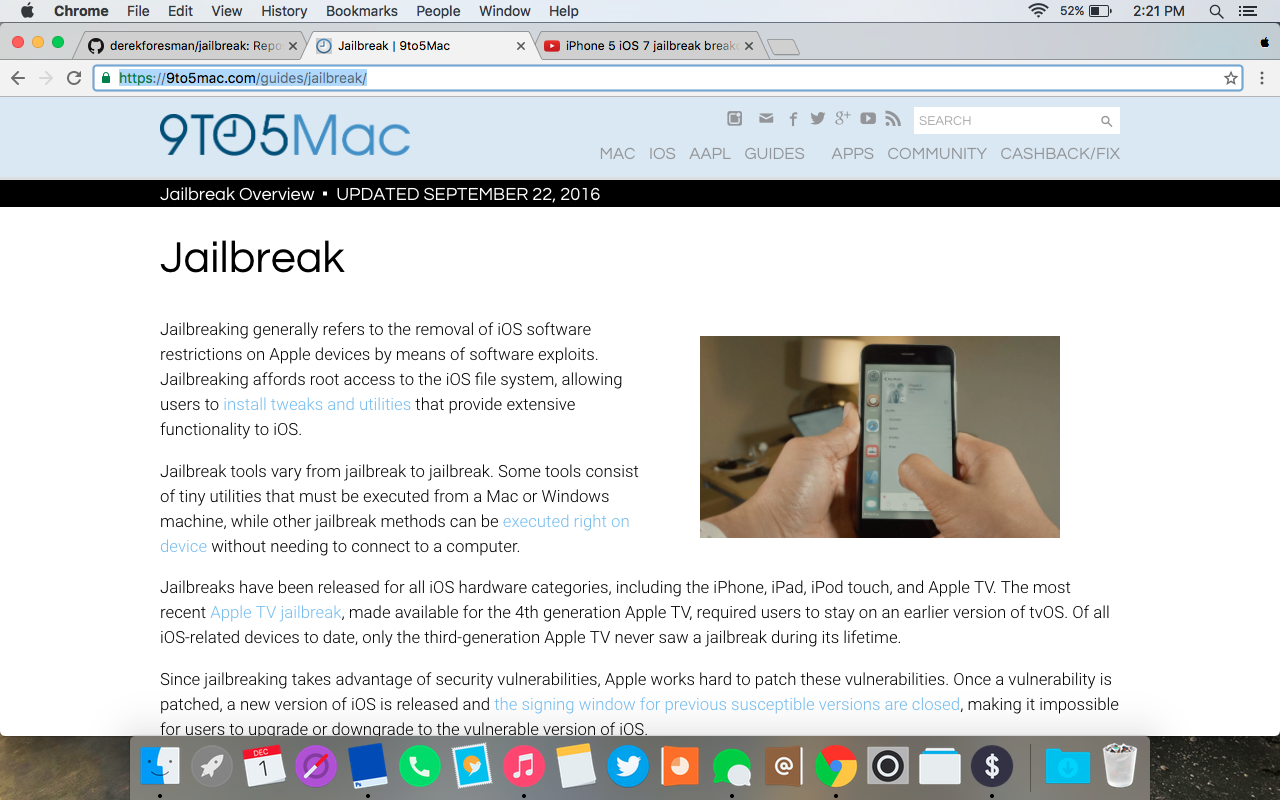 Chrome File Edit View History Bookmarks People Window Help 52% 2:21 PM
derekforesman/jailbreak: Repo Jailbreak | 9to5Mac iPhone 5 iOS 7 jailbreak break
https://9to5mac.com/guides/jailbreak/
9TO5Mac
SEARCH
MAC IOS AAPL GUIDES APPS COMMUNITY CASHBACK/FIX
Jailbreak Overview ▪ UPDATED SEPTEMBER 22, 2016
Jailbreak
Jailbreaking generally refers to the removal of iOS software
restrictions on Apple devices by means of software exploits.
Jailbreaking affords root access to the iOS file system, allowing
users to install tweaks and utilities that provide extensive
functionality to iOS.
Jailbreak tools vary from jailbreak to jailbreak. Some tools consist
of tiny utilities that must be executed from a Mac or Windows
machine, while other jailbreak methods can be executed right on
device without needing to connect to a computer.
Jailbreaks have been released for all iOS hardware categories, including the iPhone, iPad, iPod touch, and Apple TV. The most
recent Apple TV jailbreak, made available for the 4th generation Apple TV, required users to stay on an earlier version of tvOS. Of all
iOS-related devices to date, only the third-generation Apple TV never saw a jailbreak during its lifetime.
Since jailbreaking takes advantage of security vulnerabilities, Apple works hard to patch these vulnerabilities. Once a vulnerability is
patched, a new version of iOS is released and the signing window for previous susceptible versions are closed, making it impossible
for users to upgrade or downgrade to the vulnerable version of iOS.
DEC
1
Ps
@
$